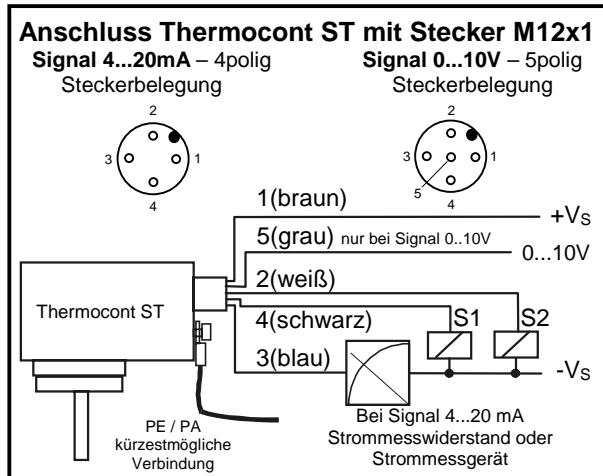 Anschluss Thermocont ST mit Stecker M12x1
Signal 4...20mA – 4polig
Steckerbelegung
Signal 0...10V – 5polig
Steckerbelegung
2
3
1
4
2
3
1
5
4
1(braun)
+VS
5(grau) nur bei Signal 0..10V
0...10V
2(weiß)
Thermocont ST
4(schwarz)
S1
S2
3(blau)
-VS
PE / PA
kürzestmögliche
Verbindung
Bei Signal 4...20 mA
Strommesswiderstand oder
Strommessgerät